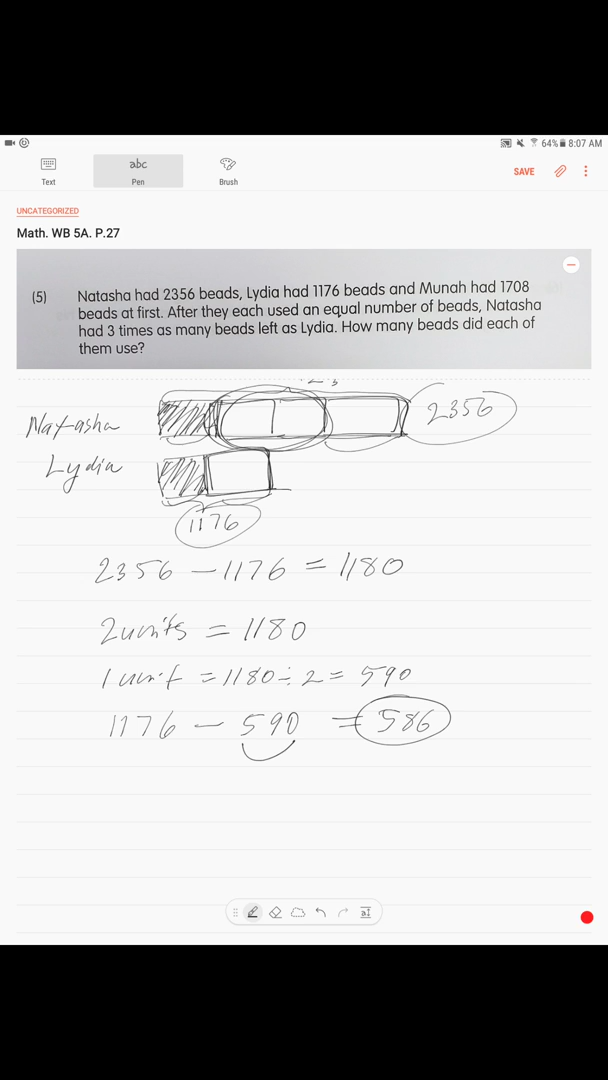 64% 8:07 AM
Text
abc
Pen
Brush
SAVE
UNCATEGORIZED
Math. WB 5A. P.27
(5) Natasha had 2356 beads, Lydia had 1176 beads and Munah had 1708
beads at first. After they each used an equal number of beads, Natasha
had 3 times as many beads left as Lydia. How many beads did each of
them use?
Natasha 2356
Lydia
1176
2356 - 1176 = 1180
2 units = 1180
1 unit = 1180 ÷ 2 = 590
1176 - 590 = 586